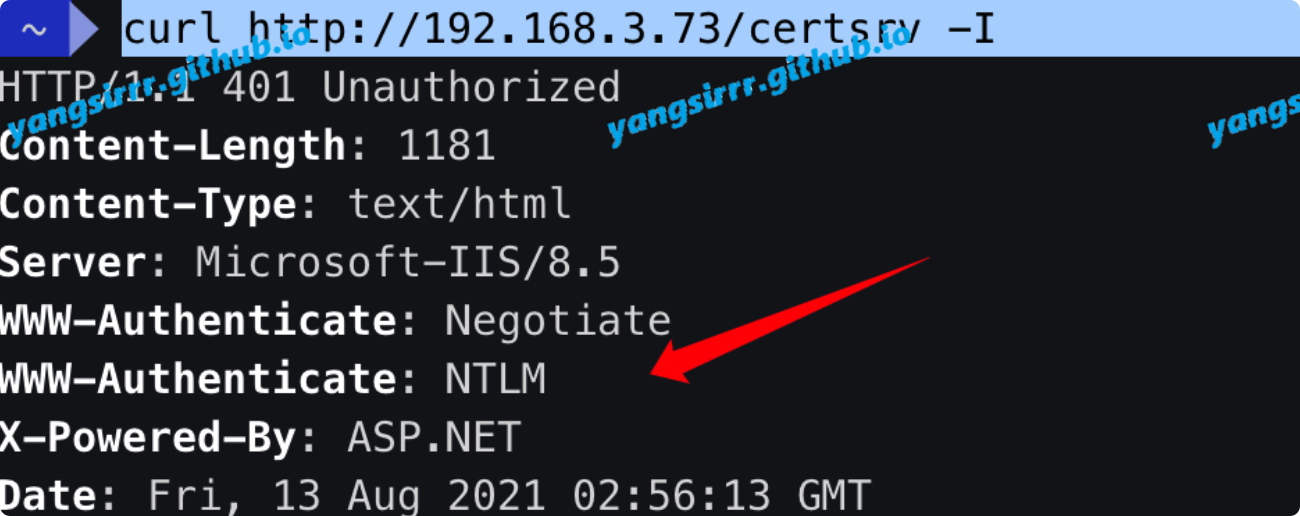 ~ curl http://192.168.3.73/certsrv -I
HTTP/1.1 401 Unauthorized
Content-Length: 1181
Content-Type: text/html
Server: Microsoft-IIS/8.5
WWW-Authenticate: Negotiate
WWW-Authenticate: NTLM
X-Powered-By: ASP.NET
Date: Fri, 13 Aug 2021 02:56:13 GMT
yangsirrr.github.io
yangsirrr.github.io
yangs